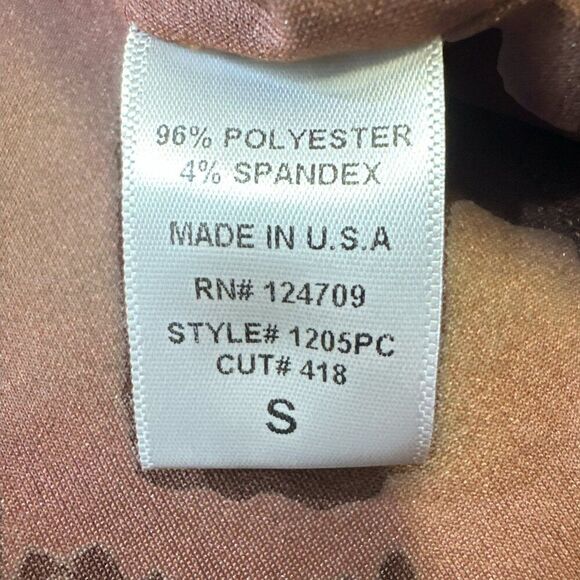 96% POLYESTER
4% SPANDEX
MADE IN U.S.A
RN# 124709
STYLE# 1205PC
CUT# 418
S